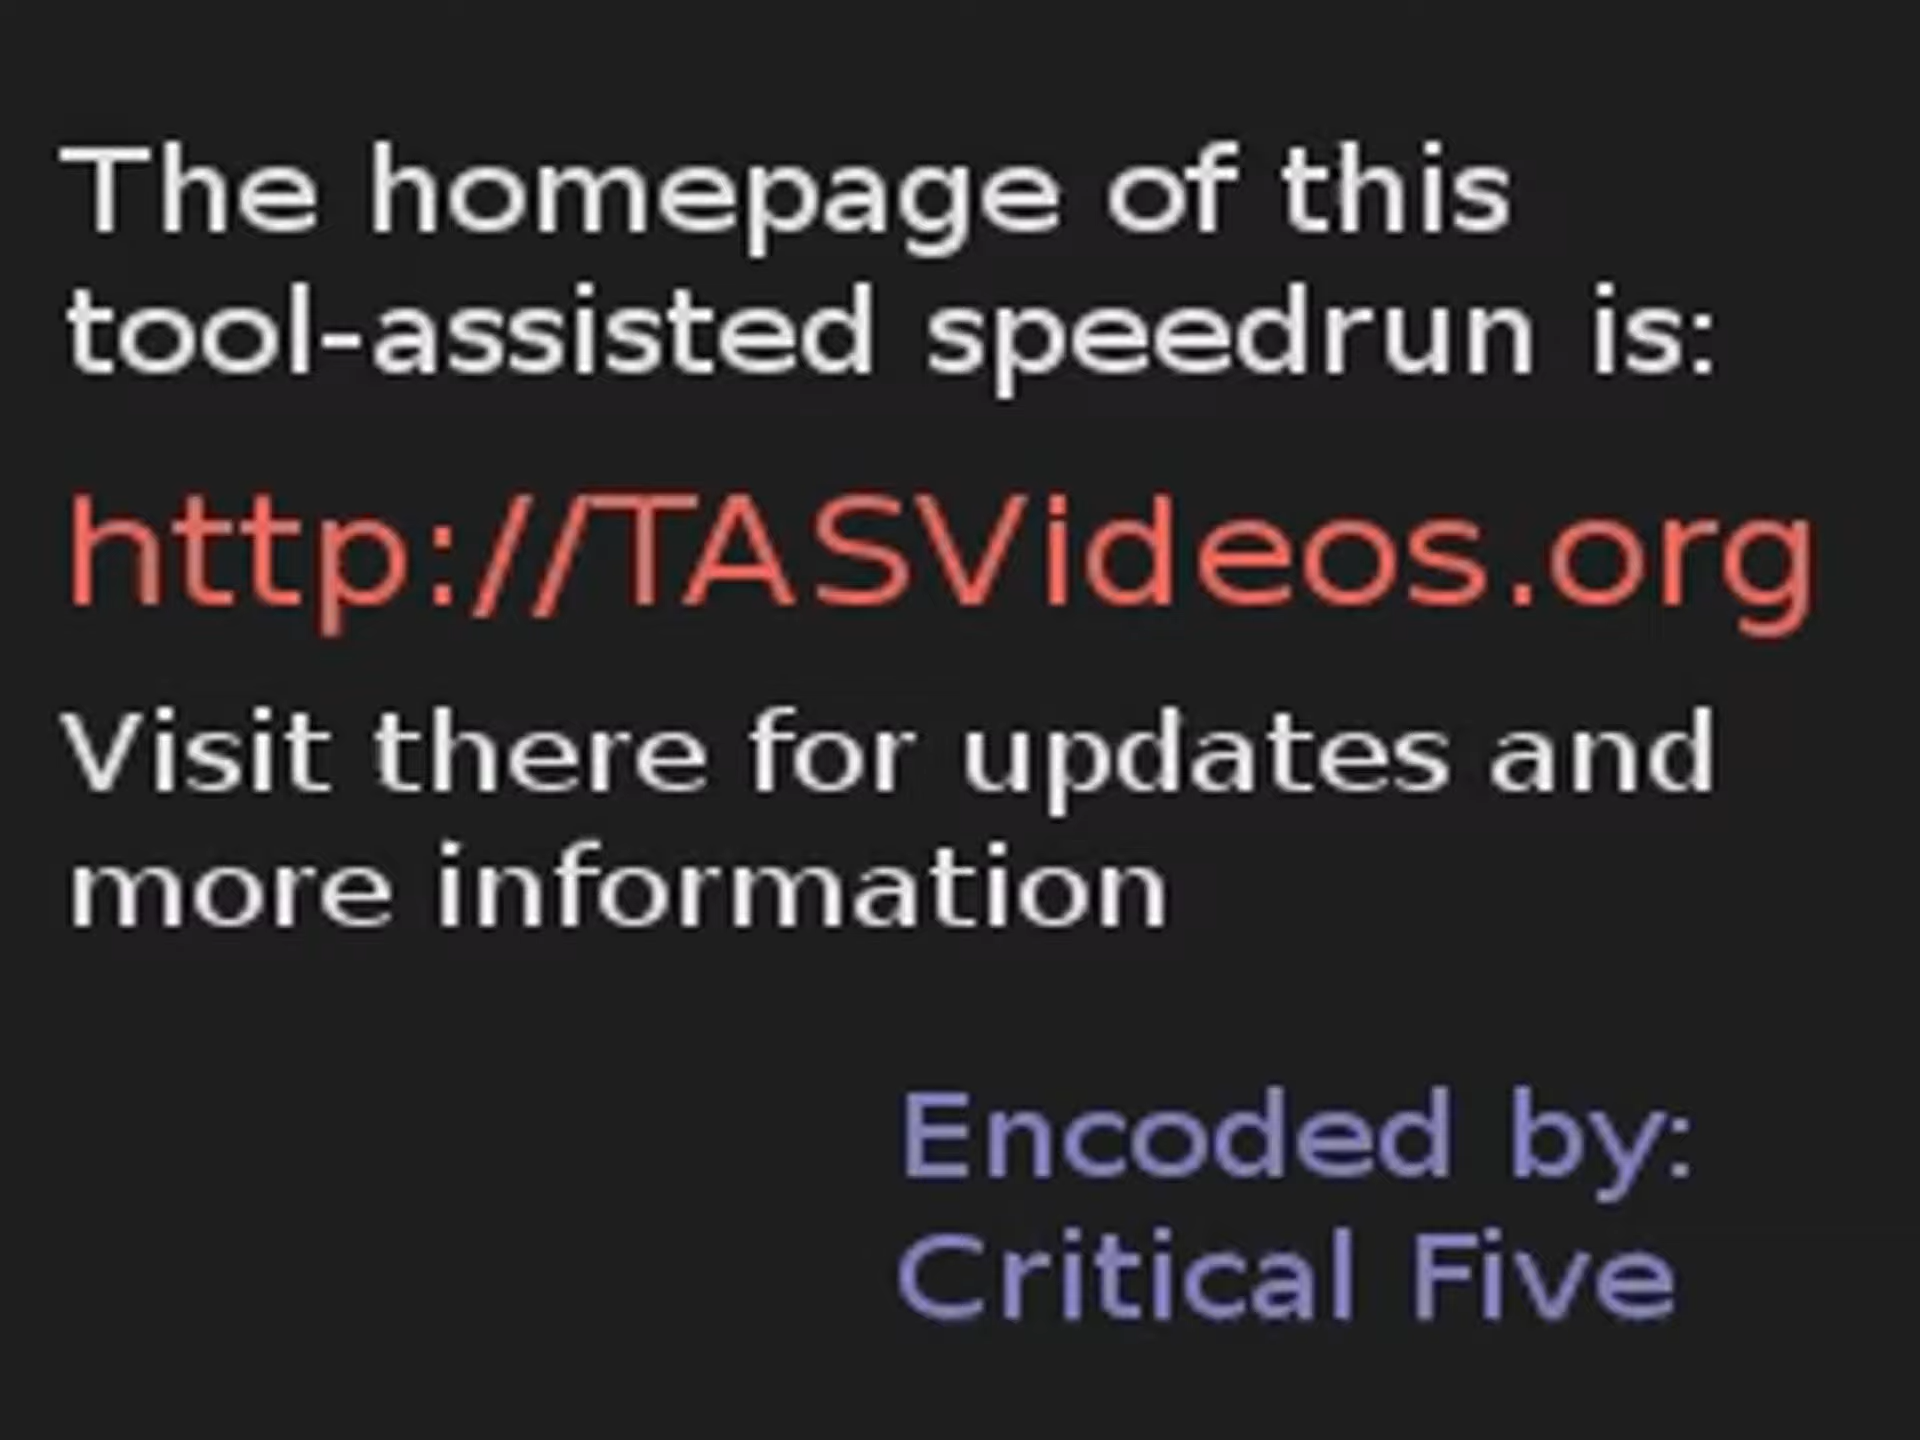 The homepage of this
tool-assisted speedrun is:
http://TASVideos.org
Visit there for updates and
more information
Encoded by:
Critical Five